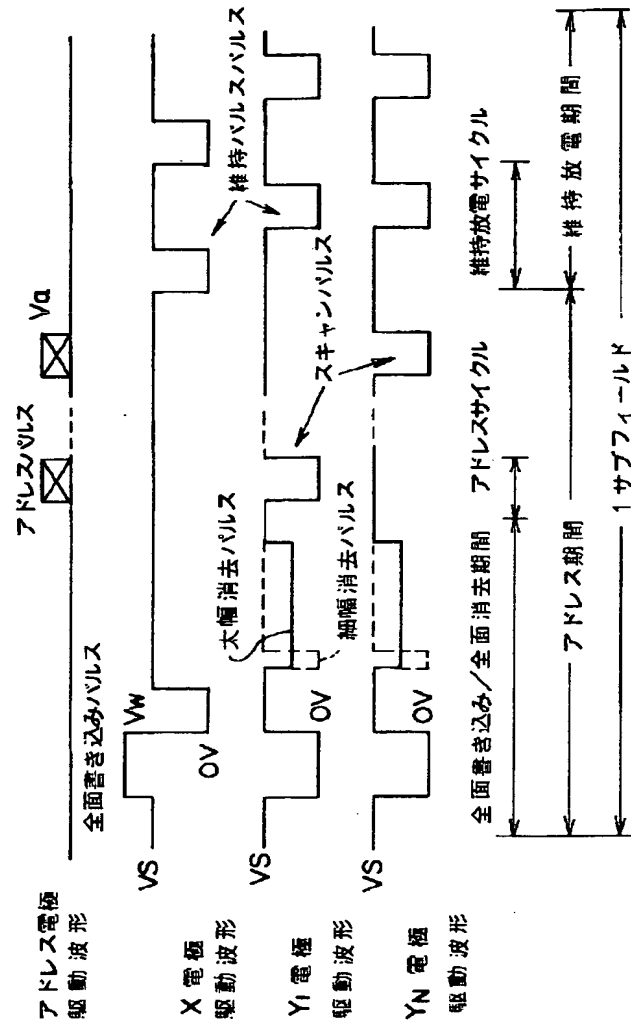 アドレス電極
駆動波形
アドレスパルス
Va
X電極
駆動波形
VS
全面書き込みパルス
Vw
0V
維持パルスパルス
Y1電極
駆動波形
VS
0V
太幅消去パルス
細幅消去パルス
スキャンパルス
YN電極
駆動波形
VS
0V
全面書き込み/全面消去期間
アドレスサイクル
維持放電サイクル
アドレス期間
維持放電期間
1サブフィールド